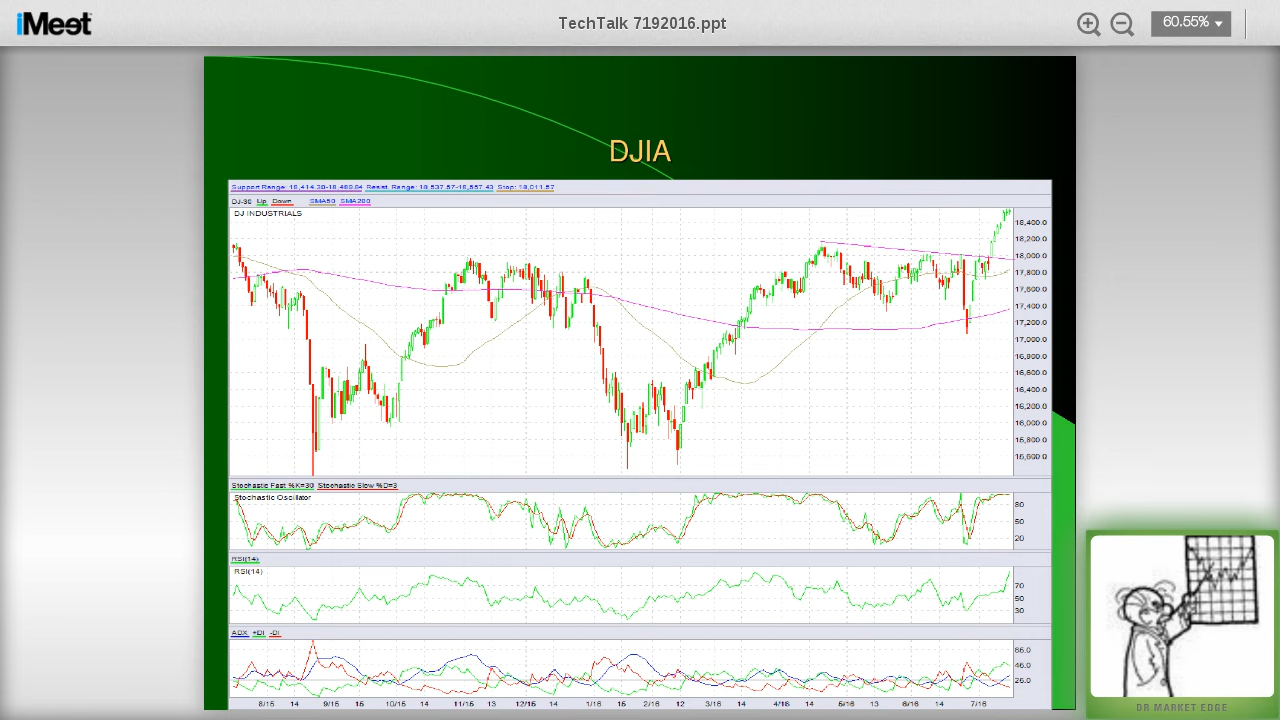 iMeet
TechTalk 7192016.ppt
60.55%
DJIA
Support Range: 18,414.30-18,469.64 Resist. Range: 18,537.57-18,557.43 Stop: 18,011.57
DJ-30 Up Down SMA50 SMA200
DJ INDUSTRIALS
18,400.0
18,200.0
18,000.0
17,800.0
17,600.0
17,400.0
17,200.0
17,000.0
16,800.0
16,600.0
16,400.0
16,200.0
16,000.0
15,800.0
15,600.0
Stochastic Fast %K=30 Stochastic Slow %D=3
Stochastic Oscillator
80
50
20
RSI(14)
RSI(14)
70
50
30
ADX +DI -DI
66.0
46.0
26.0
8/15 14 9/15 15 10/15 14 11/15 13 12/15 14 1/16 15 2/16 12 3/16 14 4/16 14 5/16 13 6/16 14 7/16
DR MARKET EDGE